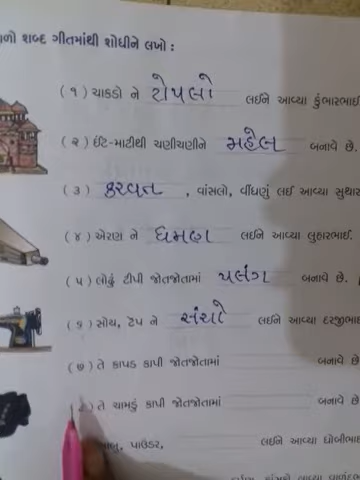 શબ્દ ગીતમાંથી શોધીને લખો :
(૧) ચાકડો ને ટોપલો લઈને આવ્યા કુંભારભાઈ
(૨) ઈંટ-માટીથી ચણીચણીને મહેલ બનાવે છે.
(૩) કરવત , વાંસલો, વીંધણું લઈ આવ્યા સુથાર
(૪) એરણ ને ધમણ લઈને આવ્યા લુહારભાઈ.
(૫) લોઢું ટીપી જોતજોતામાં પલંગ બનાવે છે.
(૬) સોય, ટેપ ને સંચો લઈને આવ્યા દરજીભાઈ
(૭) તે કાપડ કાપી જોતજોતામાં બનાવે છે
(૮) તે ચામડું કાપી જોતજોતામાં બનાવે છે
પાઉડર, લઈને આવ્યા ધોબીભાઈ